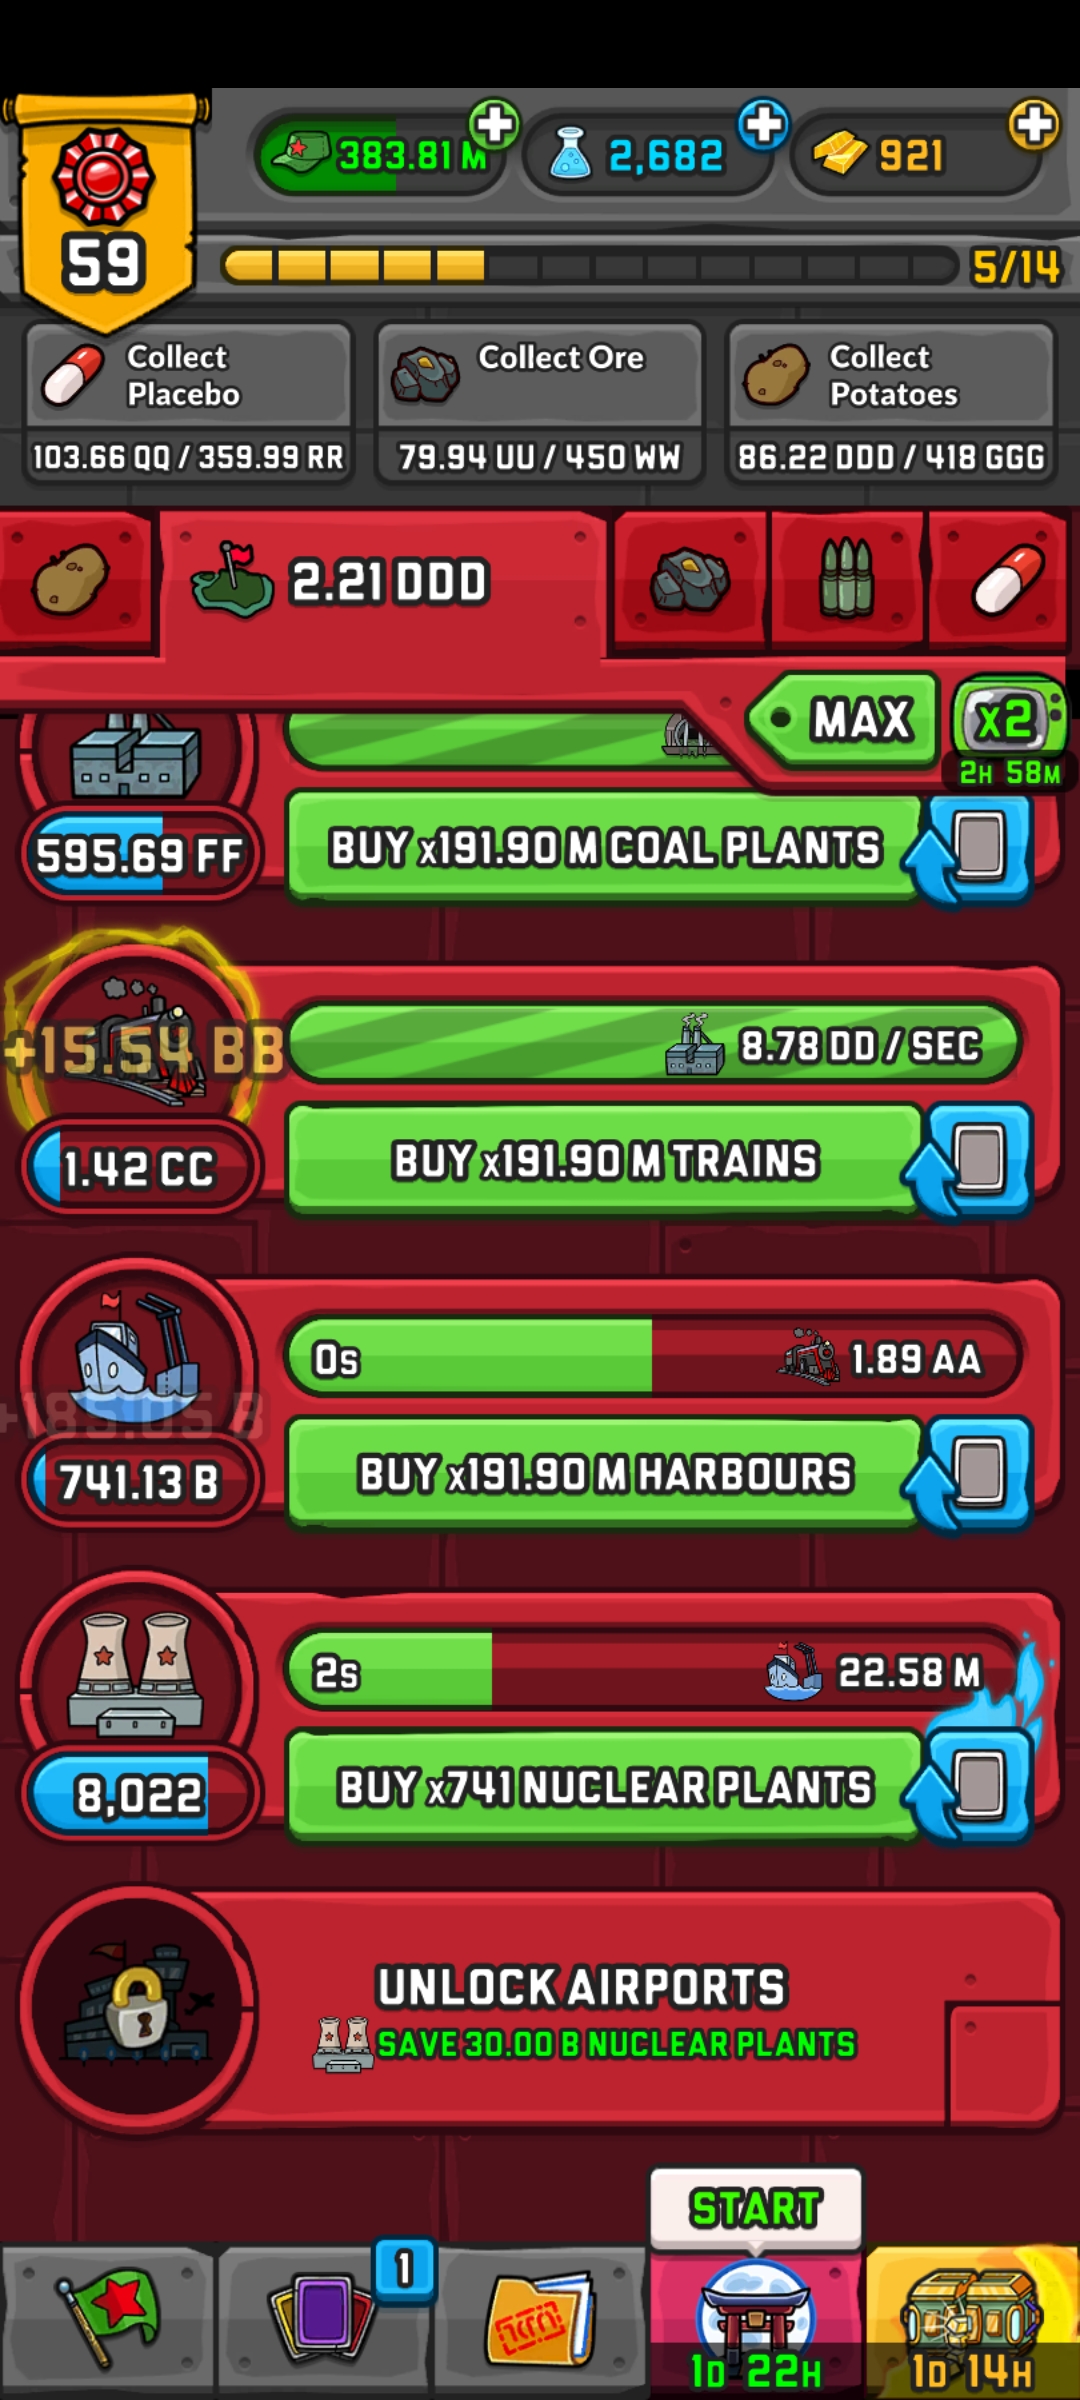 383.81 M
2,682
921
59
5/14
Collect
Placebo
103.66 QQ / 359.99 RR
Collect Ore
79.94 UU / 450 WW
Collect
Potatoes
86.22 DDD / 418 GGG
2.21 DDD
MAX
x2
2H 58M
595.69 FF
BUY x191.90 M COAL PLANTS
+15.54 BB
8.78 DD / SEC
1.42 CC
BUY x191.90 M TRAINS
0s
1.89 AA
+185.05 B
741.13 B
BUY x191.90 M HARBOURS
2s
22.58 M
8,022
BUY x741 NUCLEAR PLANTS
UNLOCK AIRPORTS
SAVE 30.00 B NUCLEAR PLANTS
START
1
1D 22H
1D 14H